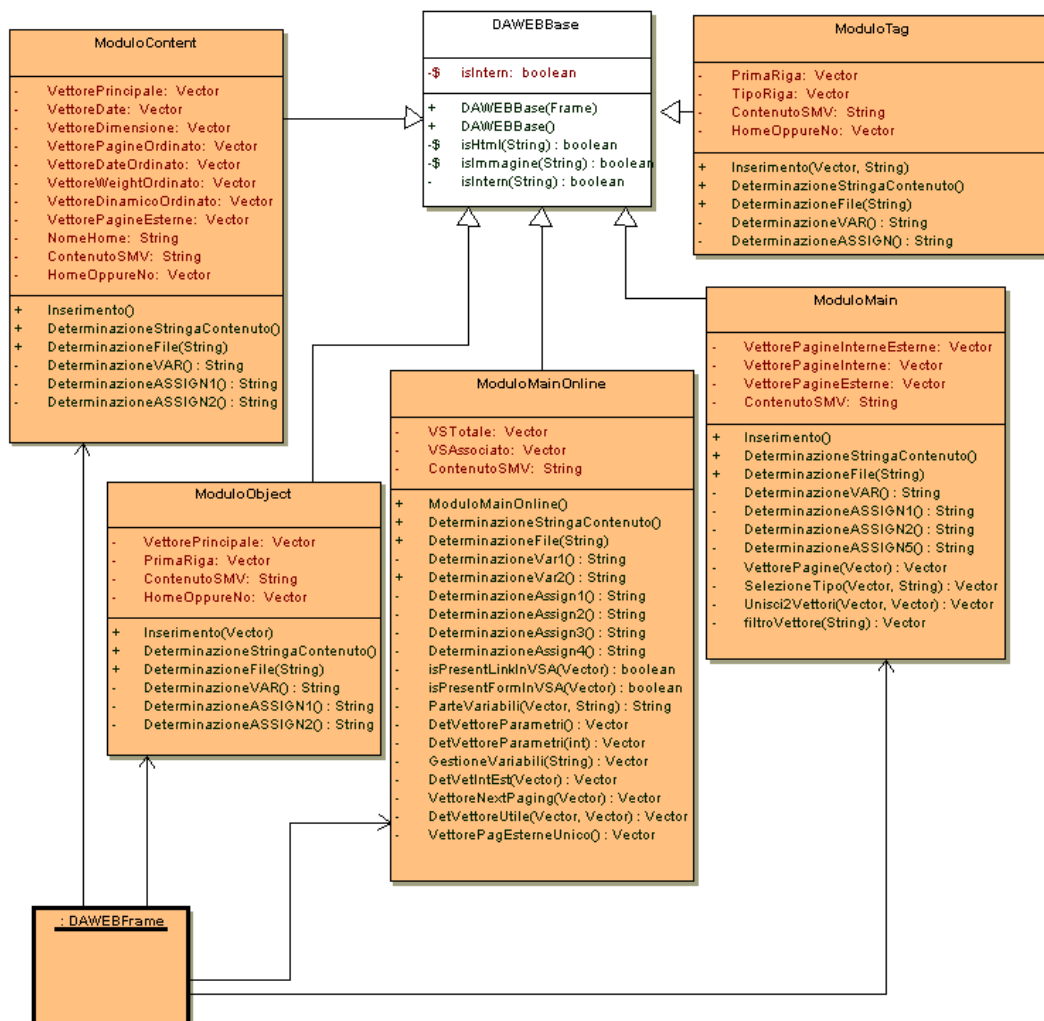 ModuloContent
- VettorePrincipale: Vector
- VettoreDate: Vector
- VettoreDimensione: Vector
- VettorePagineOrdinato: Vector
- VettoreDateOrdinato: Vector
- VettoreWeightOrdinato: Vector
- VettoreDinamicoOrdinato: Vector
- VettorePagineEsterne: Vector
- NomeHome: String
- ContenutoSMV: String
- HomeOppureNo: Vector
+ Inserimento()
+ DeterminazioneStringaContenuto()
+ DeterminazioneFile(String)
- DeterminazioneVAR() : String
- DeterminazioneASSIGN1() : String
- DeterminazioneASSIGN2() : String
DAWEBBase
-$ isIntern: boolean
+ DAWEBBase(Frame)
+ DAWEBBase()
-$ isHtml(String) : boolean
-$ isImmagine(String) : boolean
- isIntern(String) : boolean
ModuloTag
- PrimaRiga: Vector
- TipoRiga: Vector
- ContenutoSMV: String
- HomeOppureNo: Vector
+ Inserimento(Vector, String)
+ DeterminazioneStringaContenuto()
+ DeterminazioneFile(String)
- DeterminazioneVAR() : String
- DeterminazioneASSIGN() : String
ModuloMain
- VettorePagineInterneEsterne: Vector
- VettorePagineInterne: Vector
- VettorePagineEsterne: Vector
- ContenutoSMV: String
+ Inserimento()
+ DeterminazioneStringaContenuto()
+ DeterminazioneFile(String)
- DeterminazioneVAR() : String
- DeterminazioneASSIGN1() : String
- DeterminazioneASSIGN2() : String
- DeterminazioneASSIGN5() : String
- VettorePagine(Vector) : Vector
- SelezioneTipo(Vector, String) : Vector
- Unisci2Vettori(Vector, Vector) : Vector
- filtroVettore(String) : Vector
ModuloMainOnline
- VSTotale: Vector
- VSAssociato: Vector
- ContenutoSMV: String
+ ModuloMainOnline()
+ DeterminazioneStringaContenuto()
+ DeterminazioneFile(String)
- DeterminazioneVar1() : String
+ DeterminazioneVar2() : String
- DeterminazioneAssign1() : String
- DeterminazioneAssign2() : String
- DeterminazioneAssign3() : String
- DeterminazioneAssign4() : String
- isPresentLinkInVSA(Vector) : boolean
- isPresentFormInVSA(Vector) : boolean
- ParteVariabili(Vector, String) : String
- DetVettoreParametri() : Vector
- DetVettoreParametri(int) : Vector
- GestioneVariabili(String) : Vector
- DetVetIntEst(Vector) : Vector
- VettoreNextPaging(Vector) : Vector
- DetVettoreUtile(Vector, Vector) : Vector
- VettorePagEsterneUnico() : Vector
ModuloObject
- VettorePrincipale: Vector
- PrimaRiga: Vector
- ContenutoSMV: String
- HomeOppureNo: Vector
+ Inserimento(Vector)
+ DeterminazioneStringaContenuto()
+ DeterminazioneFile(String)
- DeterminazioneVAR() : String
- DeterminazioneASSIGN1() : String
- DeterminazioneASSIGN2() : String
: DAWEBFrame